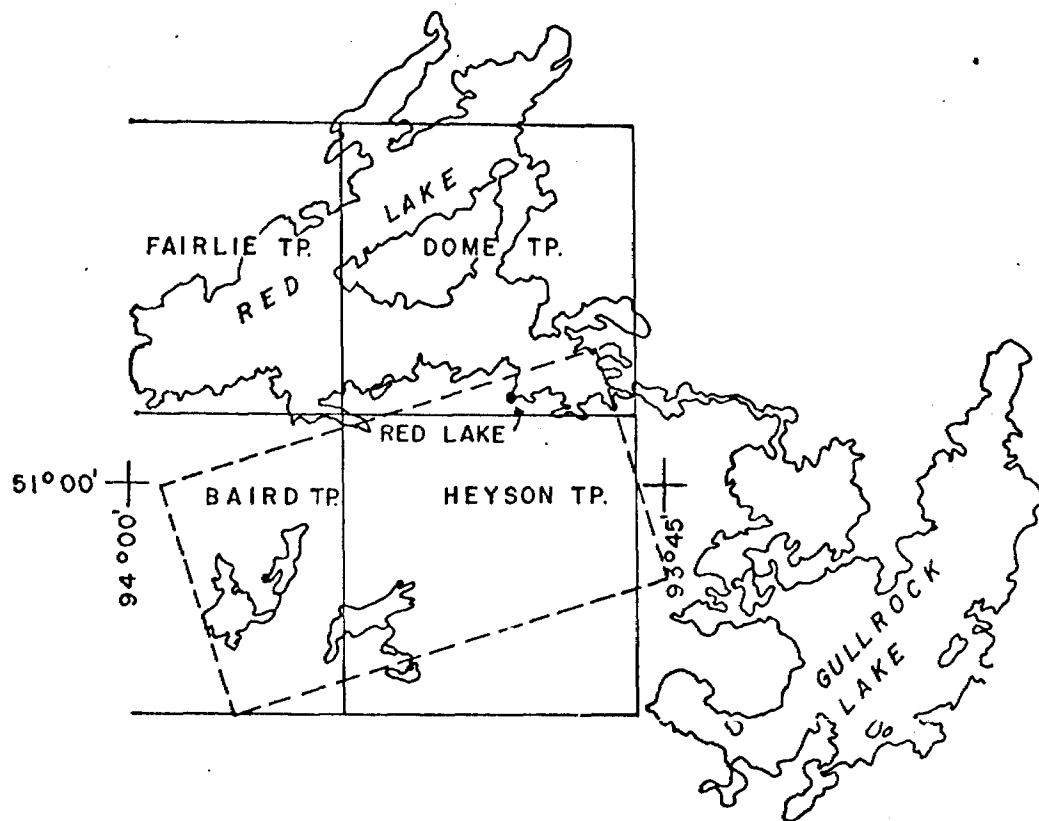 LAKE
FAIRLIE TP.
DOME TP.
RED
RED LAKE
51°00'
BAIRD TP.
HEYSON TP.
94°00'
93°45'
GULLROCK
LAKE